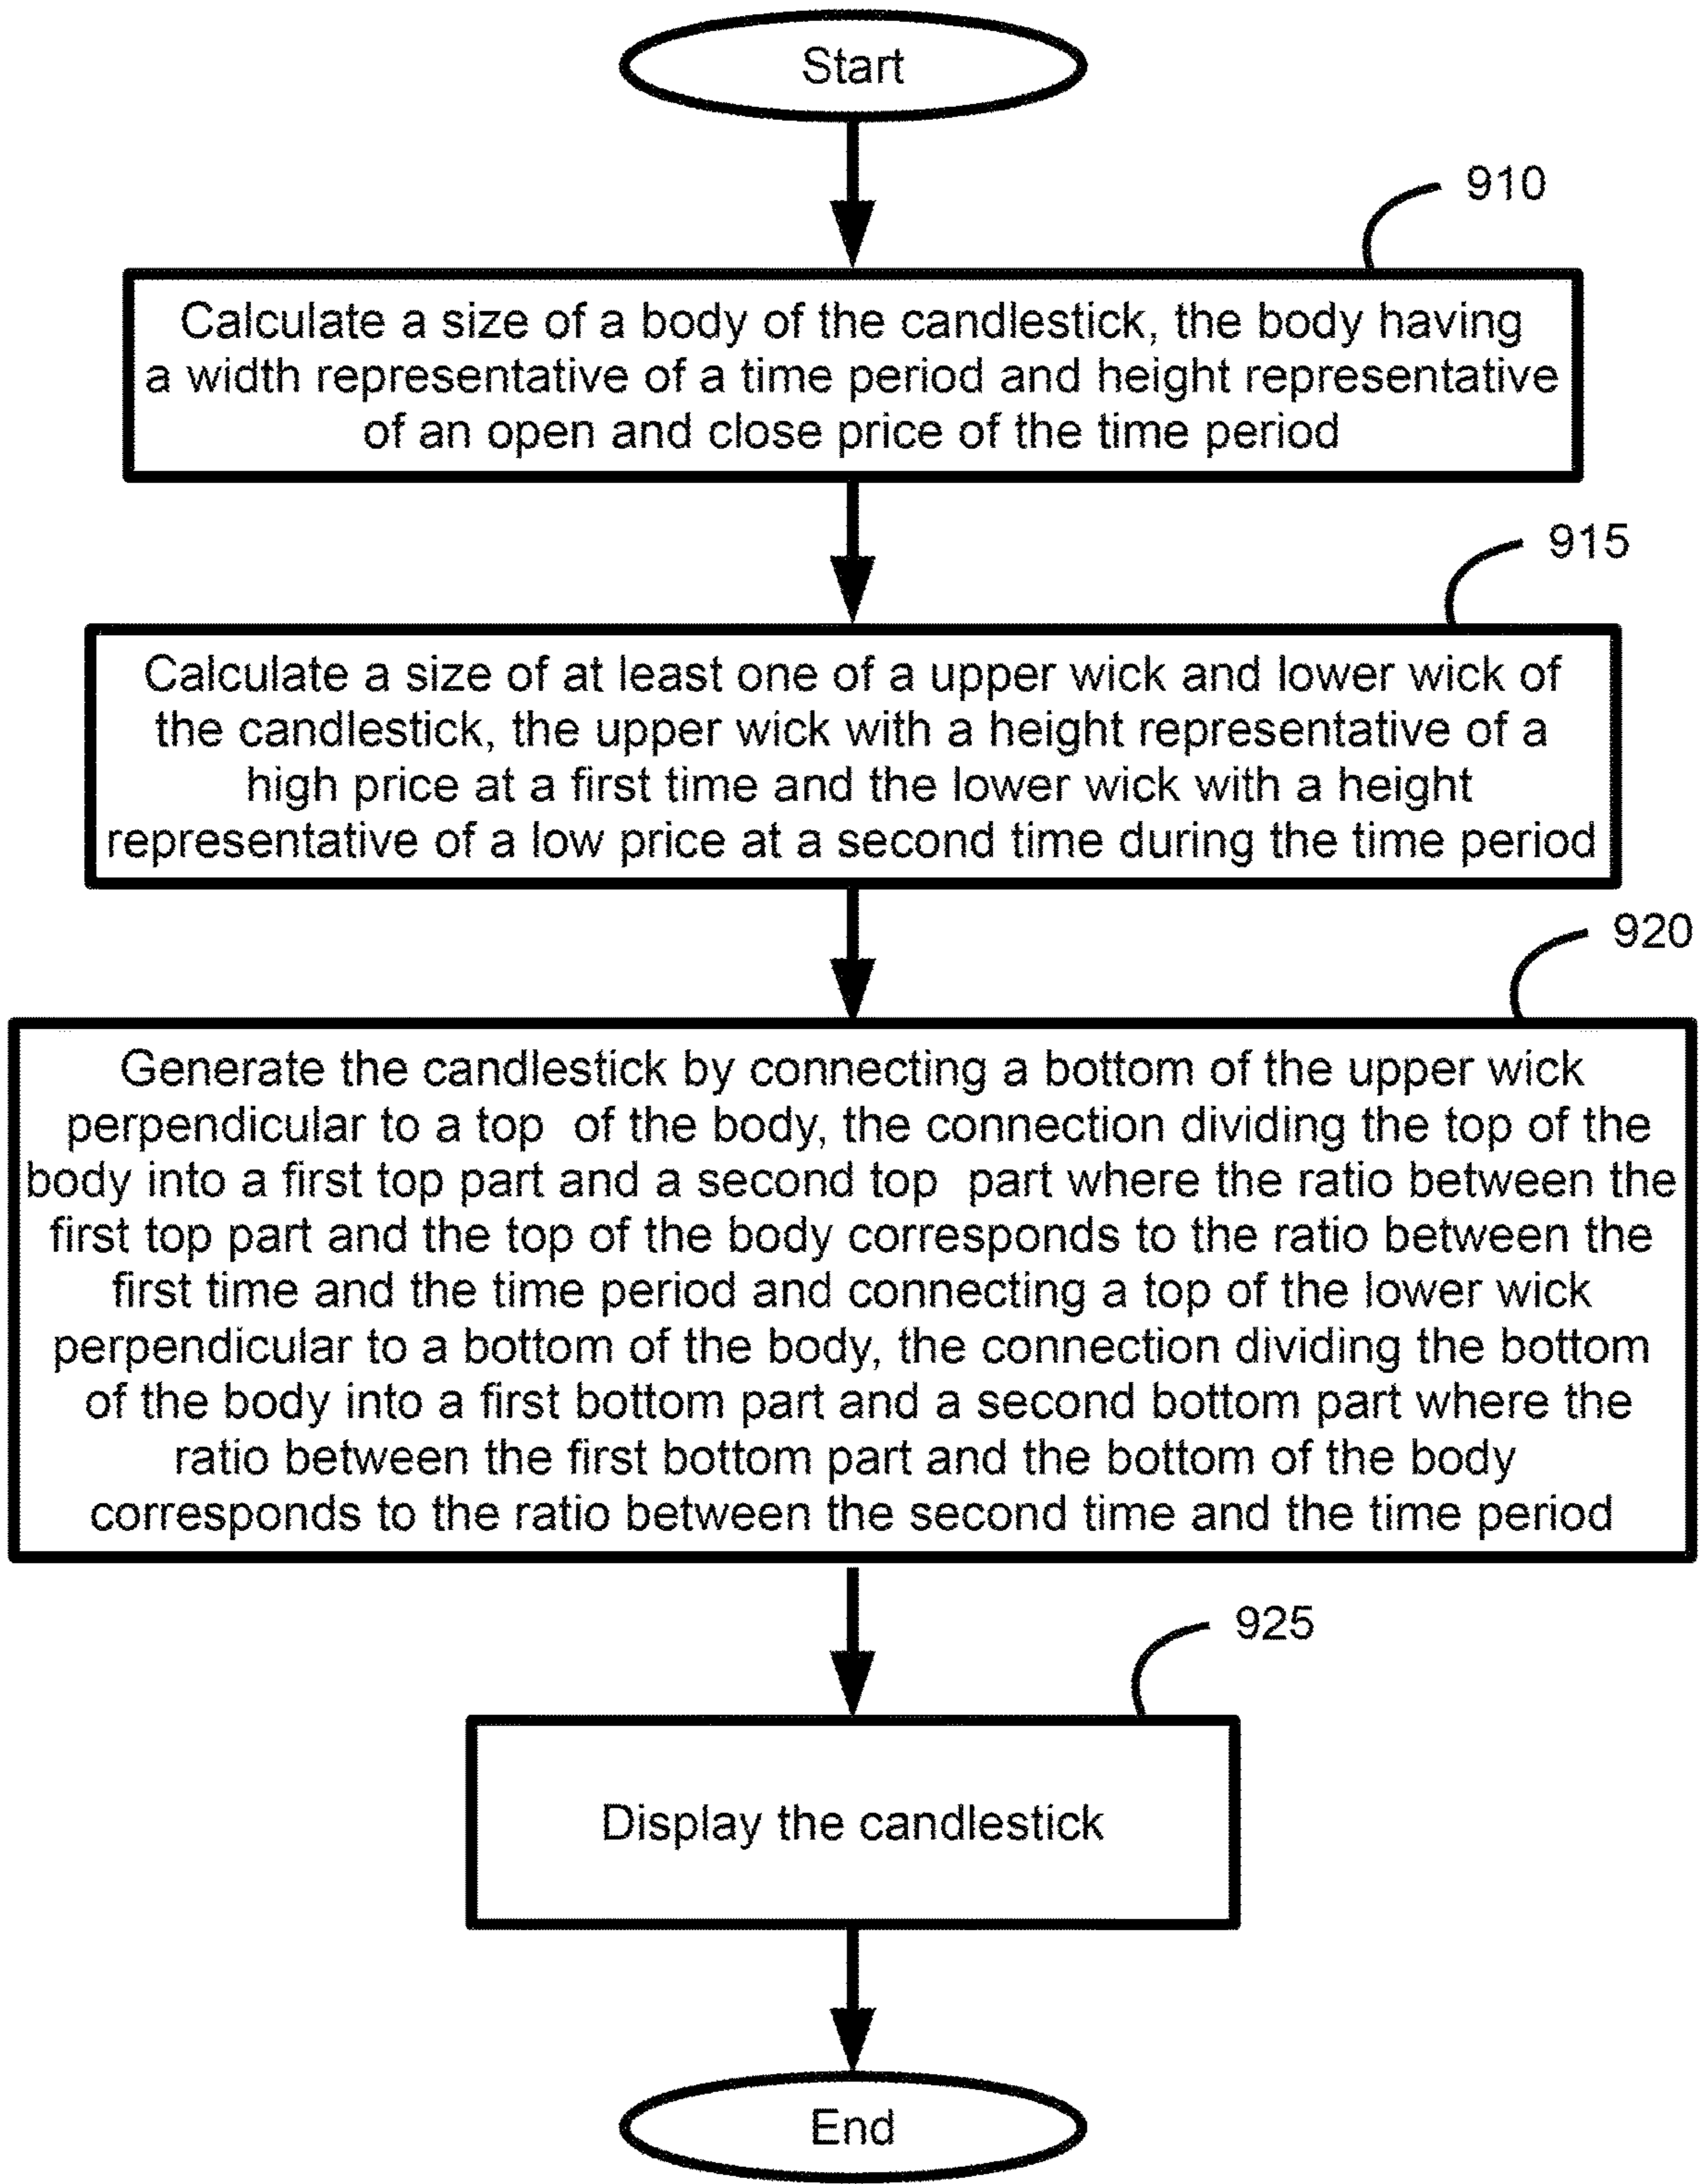 Start
910
Calculate a size of a body of the candlestick, the body having
a width representative of a time period and height representative
of an open and close price of the time period
915
Calculate a size of at least one of a upper wick and lower wick of
the candlestick, the upper wick with a height representative of a
high price at a first time and the lower wick with a height
representative of a low price at a second time during the time period
920
Generate the candlestick by connecting a bottom of the upper wick
perpendicular to a top of the body, the connection dividing the top of the
body into a first top part and a second top part where the ratio between the
first top part and the top of the body corresponds to the ratio between the
first time and the time period and connecting a top of the lower wick
perpendicular to a bottom of the body, the connection dividing the bottom
of the body into a first bottom part and a second bottom part where the
ratio between the first bottom part and the bottom of the body
corresponds to the ratio between the second time and the time period
925
Display the candlestick
End